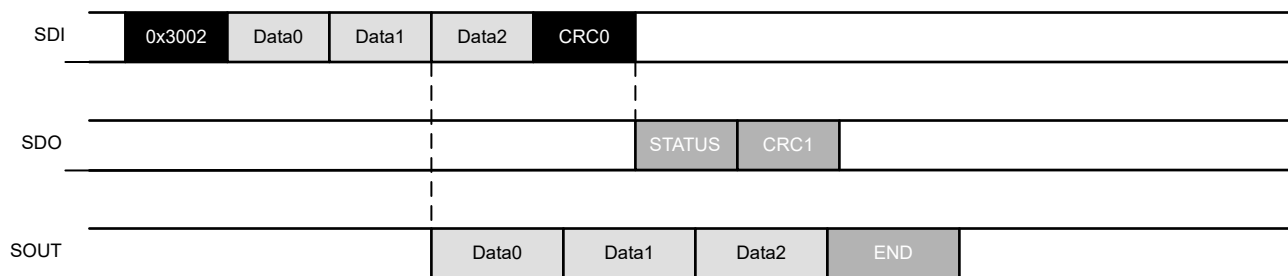 SDI 0x3002 Data0 Data1 Data2 CRC0
SDO STATUS CRC1
SOUT Data0 Data1 Data2 END